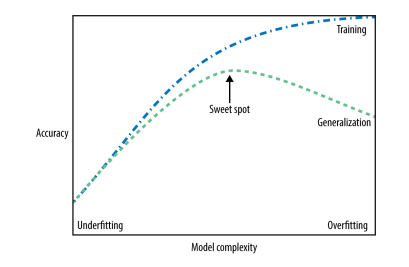 Training
Sweet spot
Generalization
Accuracy
Underfitting
Overfitting
Model complexity